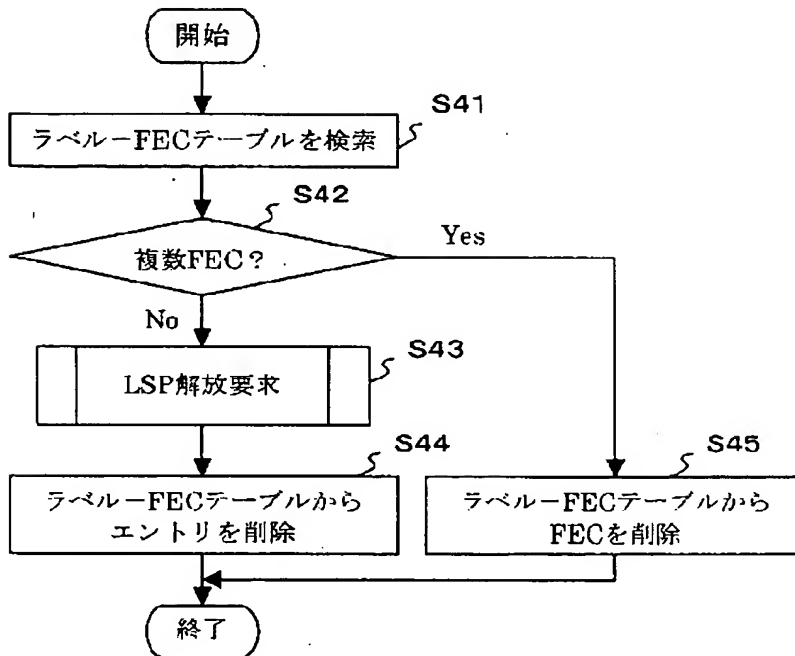 開始
S41
ラベル－FECテーブルを検索
S42
複数FEC？
Yes
No
S43
LSP解放要求
S44
ラベル－FECテーブルから
エントリを削除
S45
ラベル－FECテーブルから
FECを削除
終了